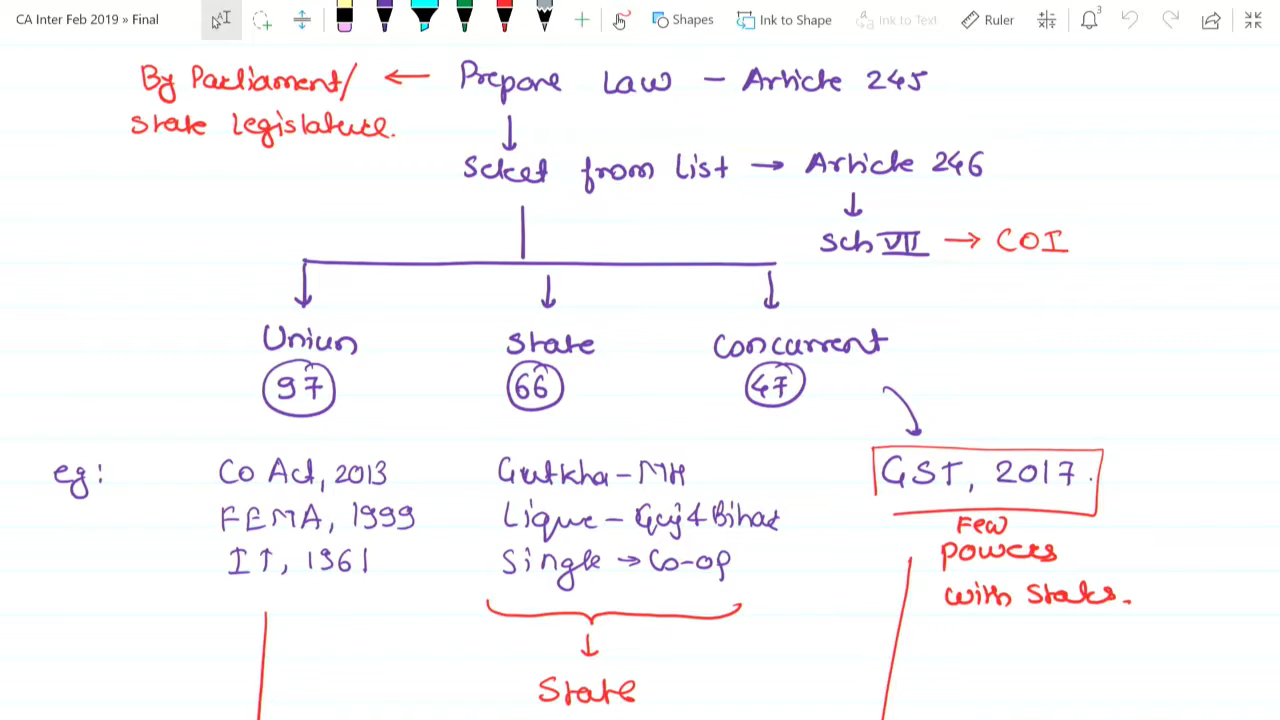 CA Inter Feb 2019 » Final
Shapes
Ink to Shape
Ink to Text
Ruler
3
By Parliament/ ← Prepare Law - Article 245
State legislature.
Select from List → Article 246
Sch VII → COI
Union State Concurrent
97 66 47
eg: Co Act, 2013 Gutkha-MH GST, 2017.
FEMA, 1999 Lique - Guj & Bihar Few
IT, 1961 Single → Co-op powers
with States.
State